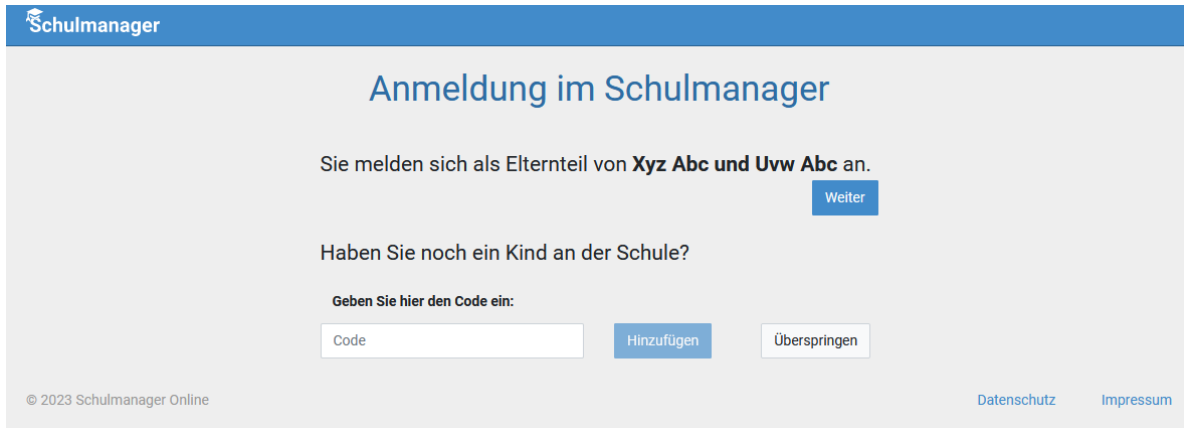 Schulmanager
Anmeldung im Schulmanager
Sie melden sich als Elternteil von Xyz Abc und Uvw Abc an.
Weiter
Haben Sie noch ein Kind an der Schule?
Geben Sie hier den Code ein:
Code Hinzufügen Überspringen
© 2023 Schulmanager Online Datenschutz Impressum